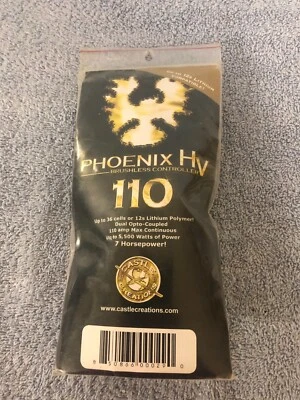 PHOENIX HV
BRUSHLESS CONTROLLER
110
Up to 36 cells or 12s Lithium Polymer!
Dual Opto-Coupled
110 amp Max Continuous
Up to 5,500 Watts of Power
7 Horsepower!
CASTLE
CREATIONS
www.castlecreations.com